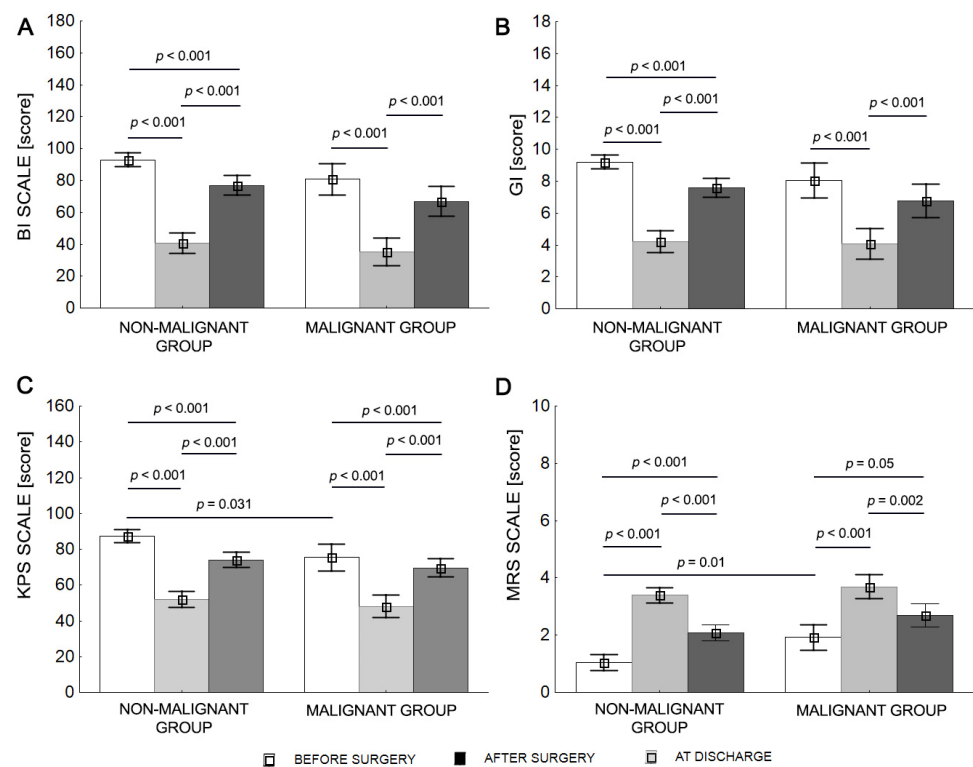 A
BI SCALE [score]
180
160
140
120
100
80
60
40
20
0
p < 0.001
p < 0.001
p < 0.001
p < 0.001
p < 0.001
NON-MALIGNANT
GROUP
MALIGNANT GROUP
B
GI [score]
18
16
14
12
10
8
6
4
2
0
p < 0.001
p < 0.001
p < 0.001
p < 0.001
p < 0.001
NON-MALIGNANT
GROUP
MALIGNANT GROUP
C
KPS SCALE [score]
160
140
120
100
80
60
40
20
0
p < 0.001
p < 0.001
p < 0.001
p < 0.001
p < 0.001
p < 0.001
p = 0.031
NON-MALIGNANT
GROUP
MALIGNANT GROUP
D
MRS SCALE [score]
10
8
6
4
2
0
p < 0.001
p = 0.05
p < 0.001
p = 0.002
p < 0.001
p < 0.001
p = 0.01
NON-MALIGNANT
GROUP
MALIGNANT GROUP
BEFORE SURGERY
AFTER SURGERY
AT DISCHARGE